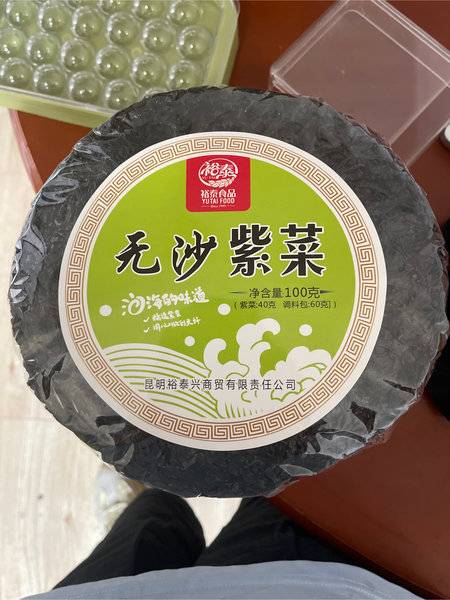 裕泰
裕泰食品
YUTAI FOOD
无沙紫菜
海的味道
净含量100克
(紫菜:40克 调料包:60克)
昆明裕泰兴商贸有限责任公司